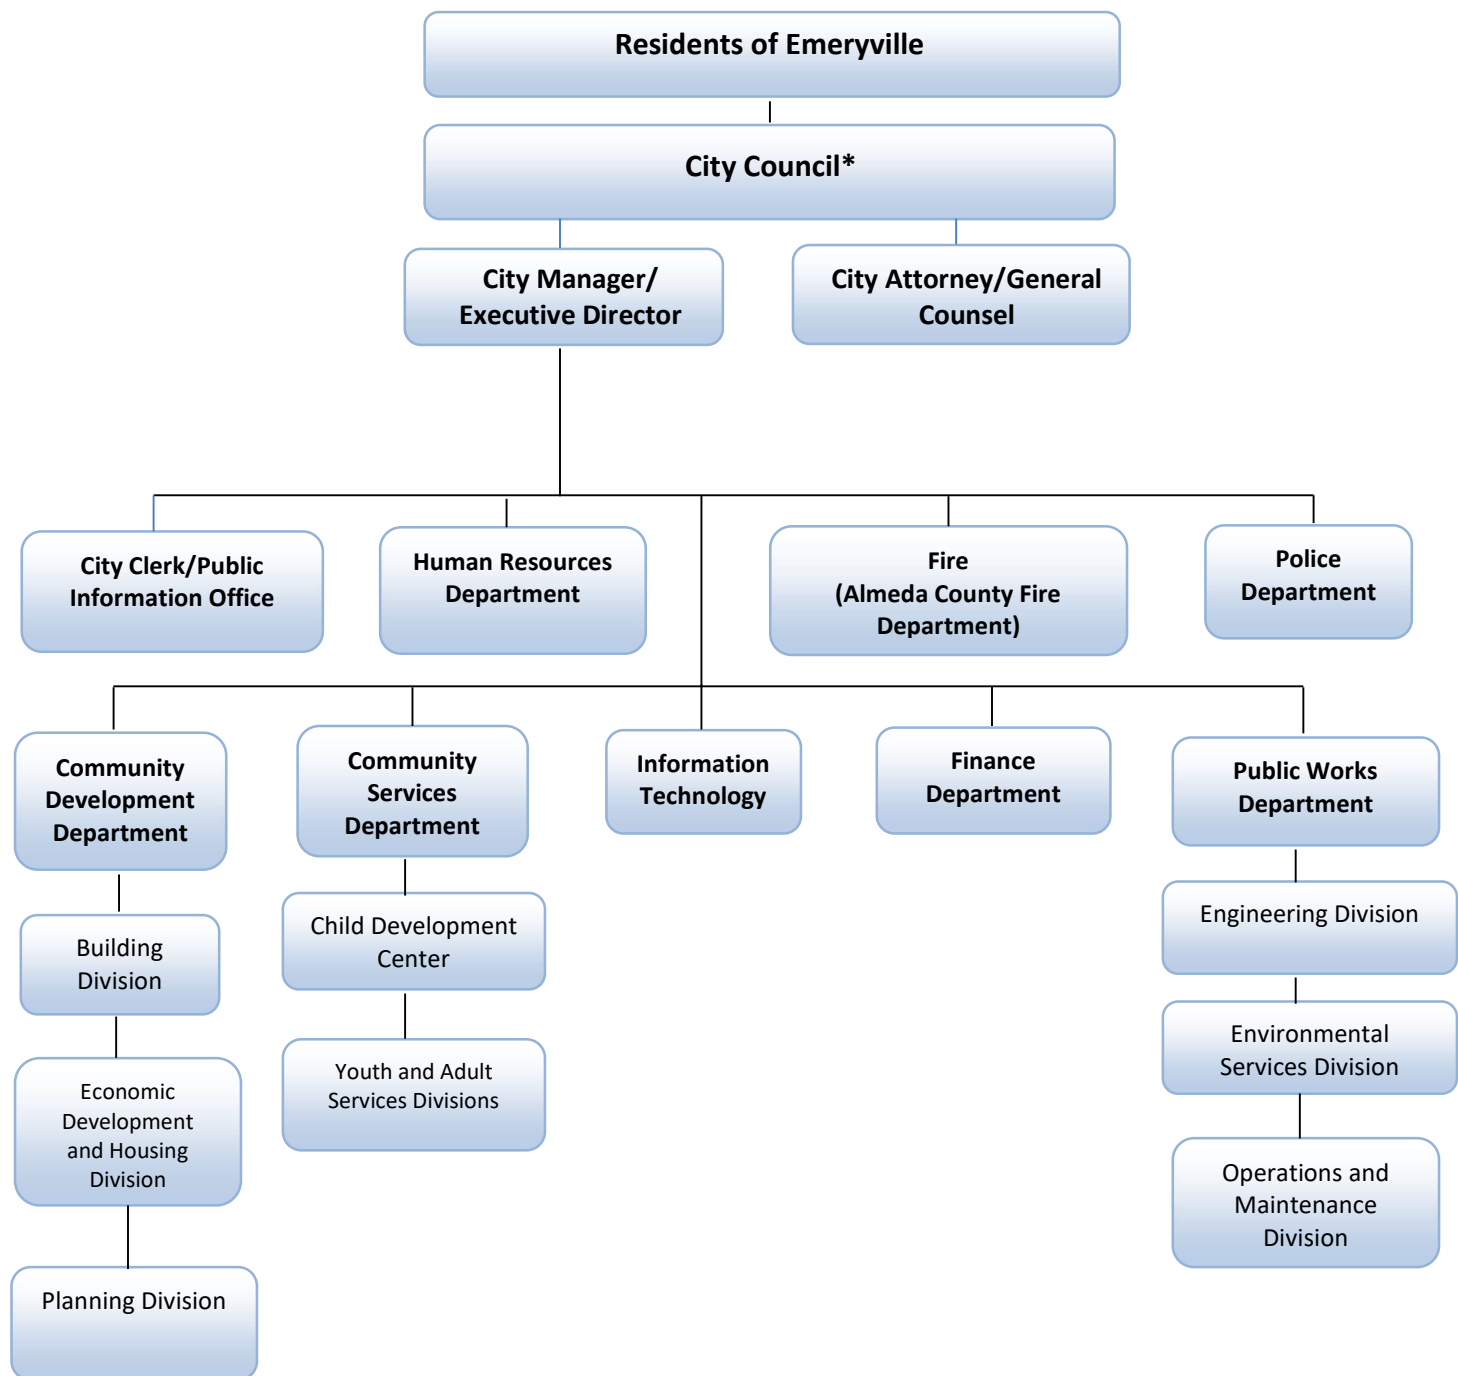 Residents of Emeryville
City Council*
City Manager/
Executive Director
City Attorney/General
Counsel
City Clerk/Public
Information Office
Human Resources
Department
Fire
(Almeda County Fire
Department)
Police
Department
Community
Development
Department
Community
Services
Department
Information
Technology
Finance
Department
Public Works
Department
Building
Division
Economic
Development
and Housing
Division
Planning Division
Child Development
Center
Youth and Adult
Services Divisions
Engineering Division
Environmental
Services Division
Operations and
Maintenance
Division